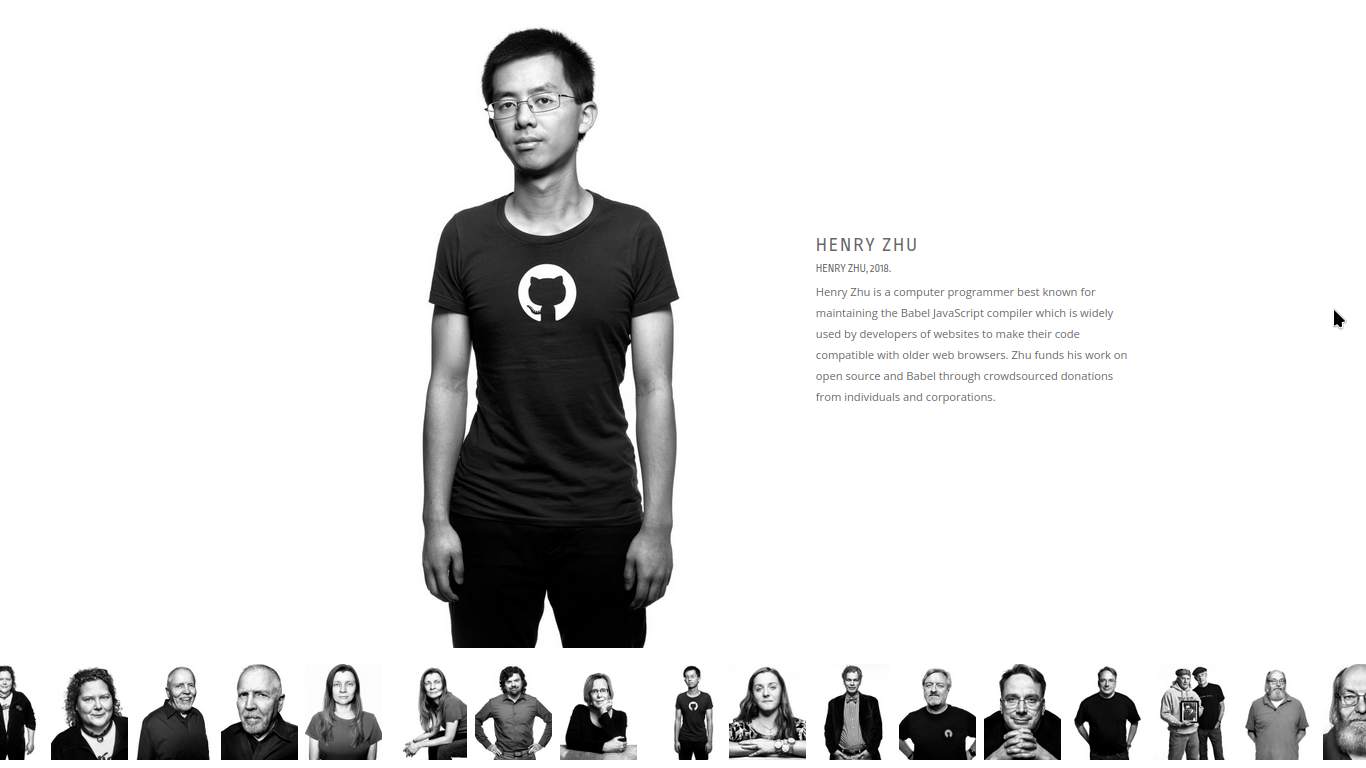 HENRY ZHU
HENRY ZHU, 2018.
Henry Zhu is a computer programmer best known for
maintaining the Babel JavaScript compiler which is widely
used by developers of websites to make their code
compatible with older web browsers. Zhu funds his work on
open source and Babel through crowdsourced donations
from individuals and corporations.